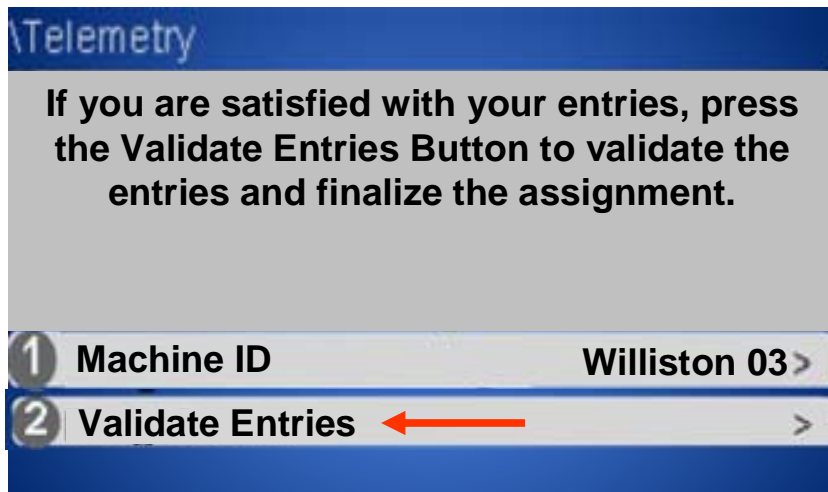 \Telemetry
If you are satisfied with your entries, press
the Validate Entries Button to validate the
entries and finalize the assignment.
1 Machine ID Williston 03 >
2 Validate Entries >